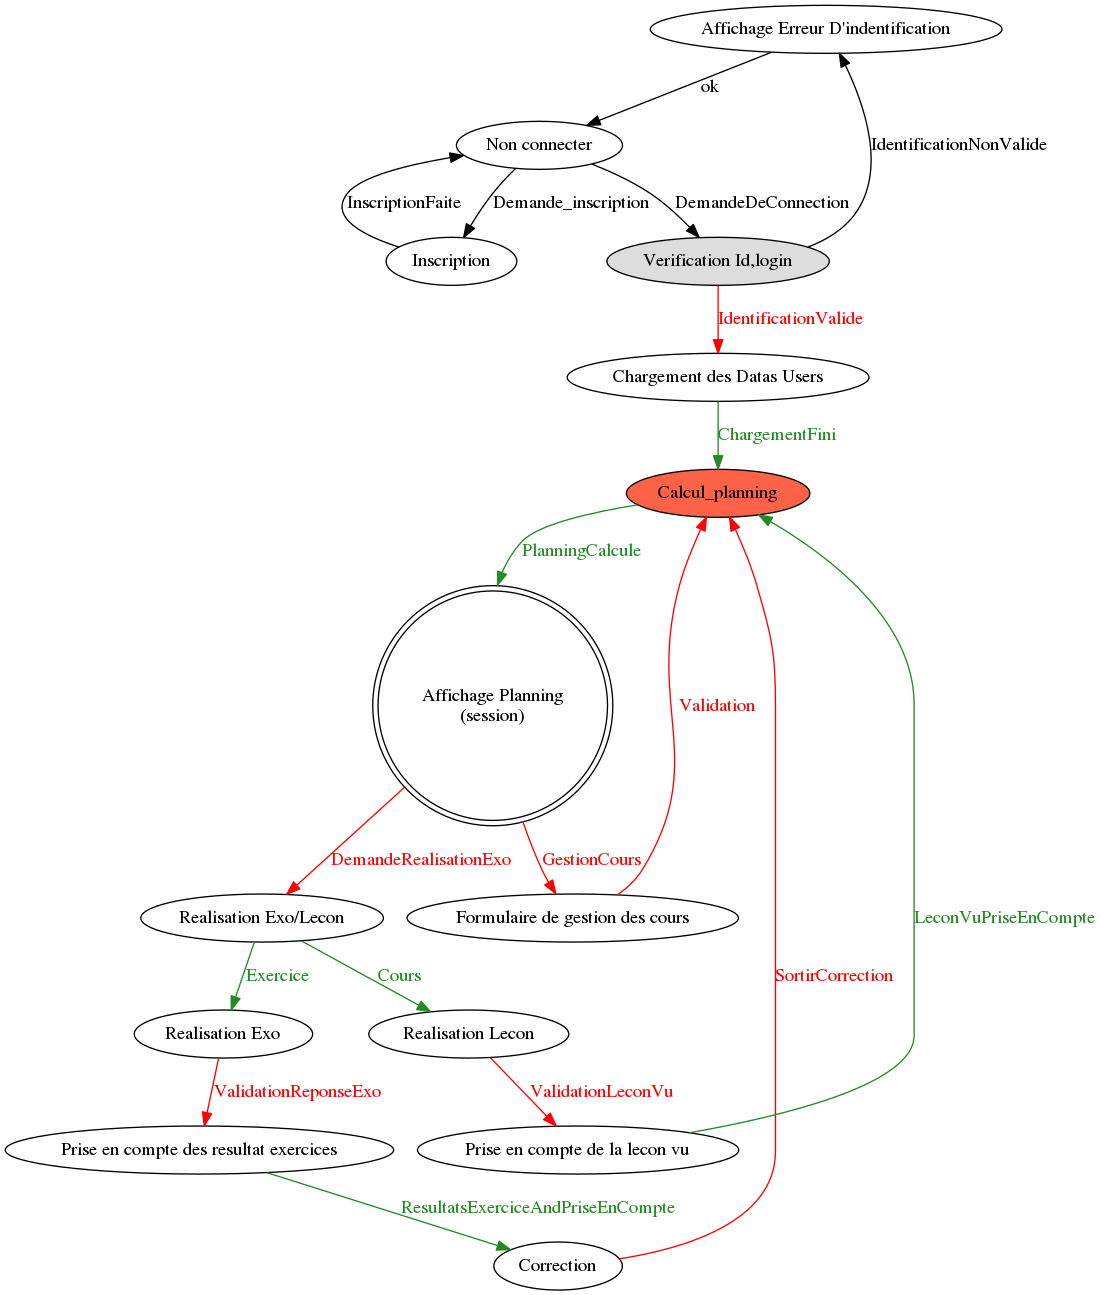 Affichage Erreur D'indentification
ok
Non connecter
IdentificationNonValide
InscriptionFaite
Demande_inscription
DemandeDeConnection
Inscription
Verification Id,login
IdentificationValide
Chargement des Datas Users
ChargementFini
Calcul_planning
PlanningCalcule
Affichage Planning
(session)
Validation
DemandeRealisationExo
GestionCours
Realisation Exo/Lecon
Formulaire de gestion des cours
LeconVuPriseEnCompte
Exercice
Cours
SortirCorrection
Realisation Exo
Realisation Lecon
ValidationReponseExo
ValidationLeconVu
Prise en compte des resultat exercices
Prise en compte de la lecon vu
ResultatsExerciceAndPriseEnCompte
Correction